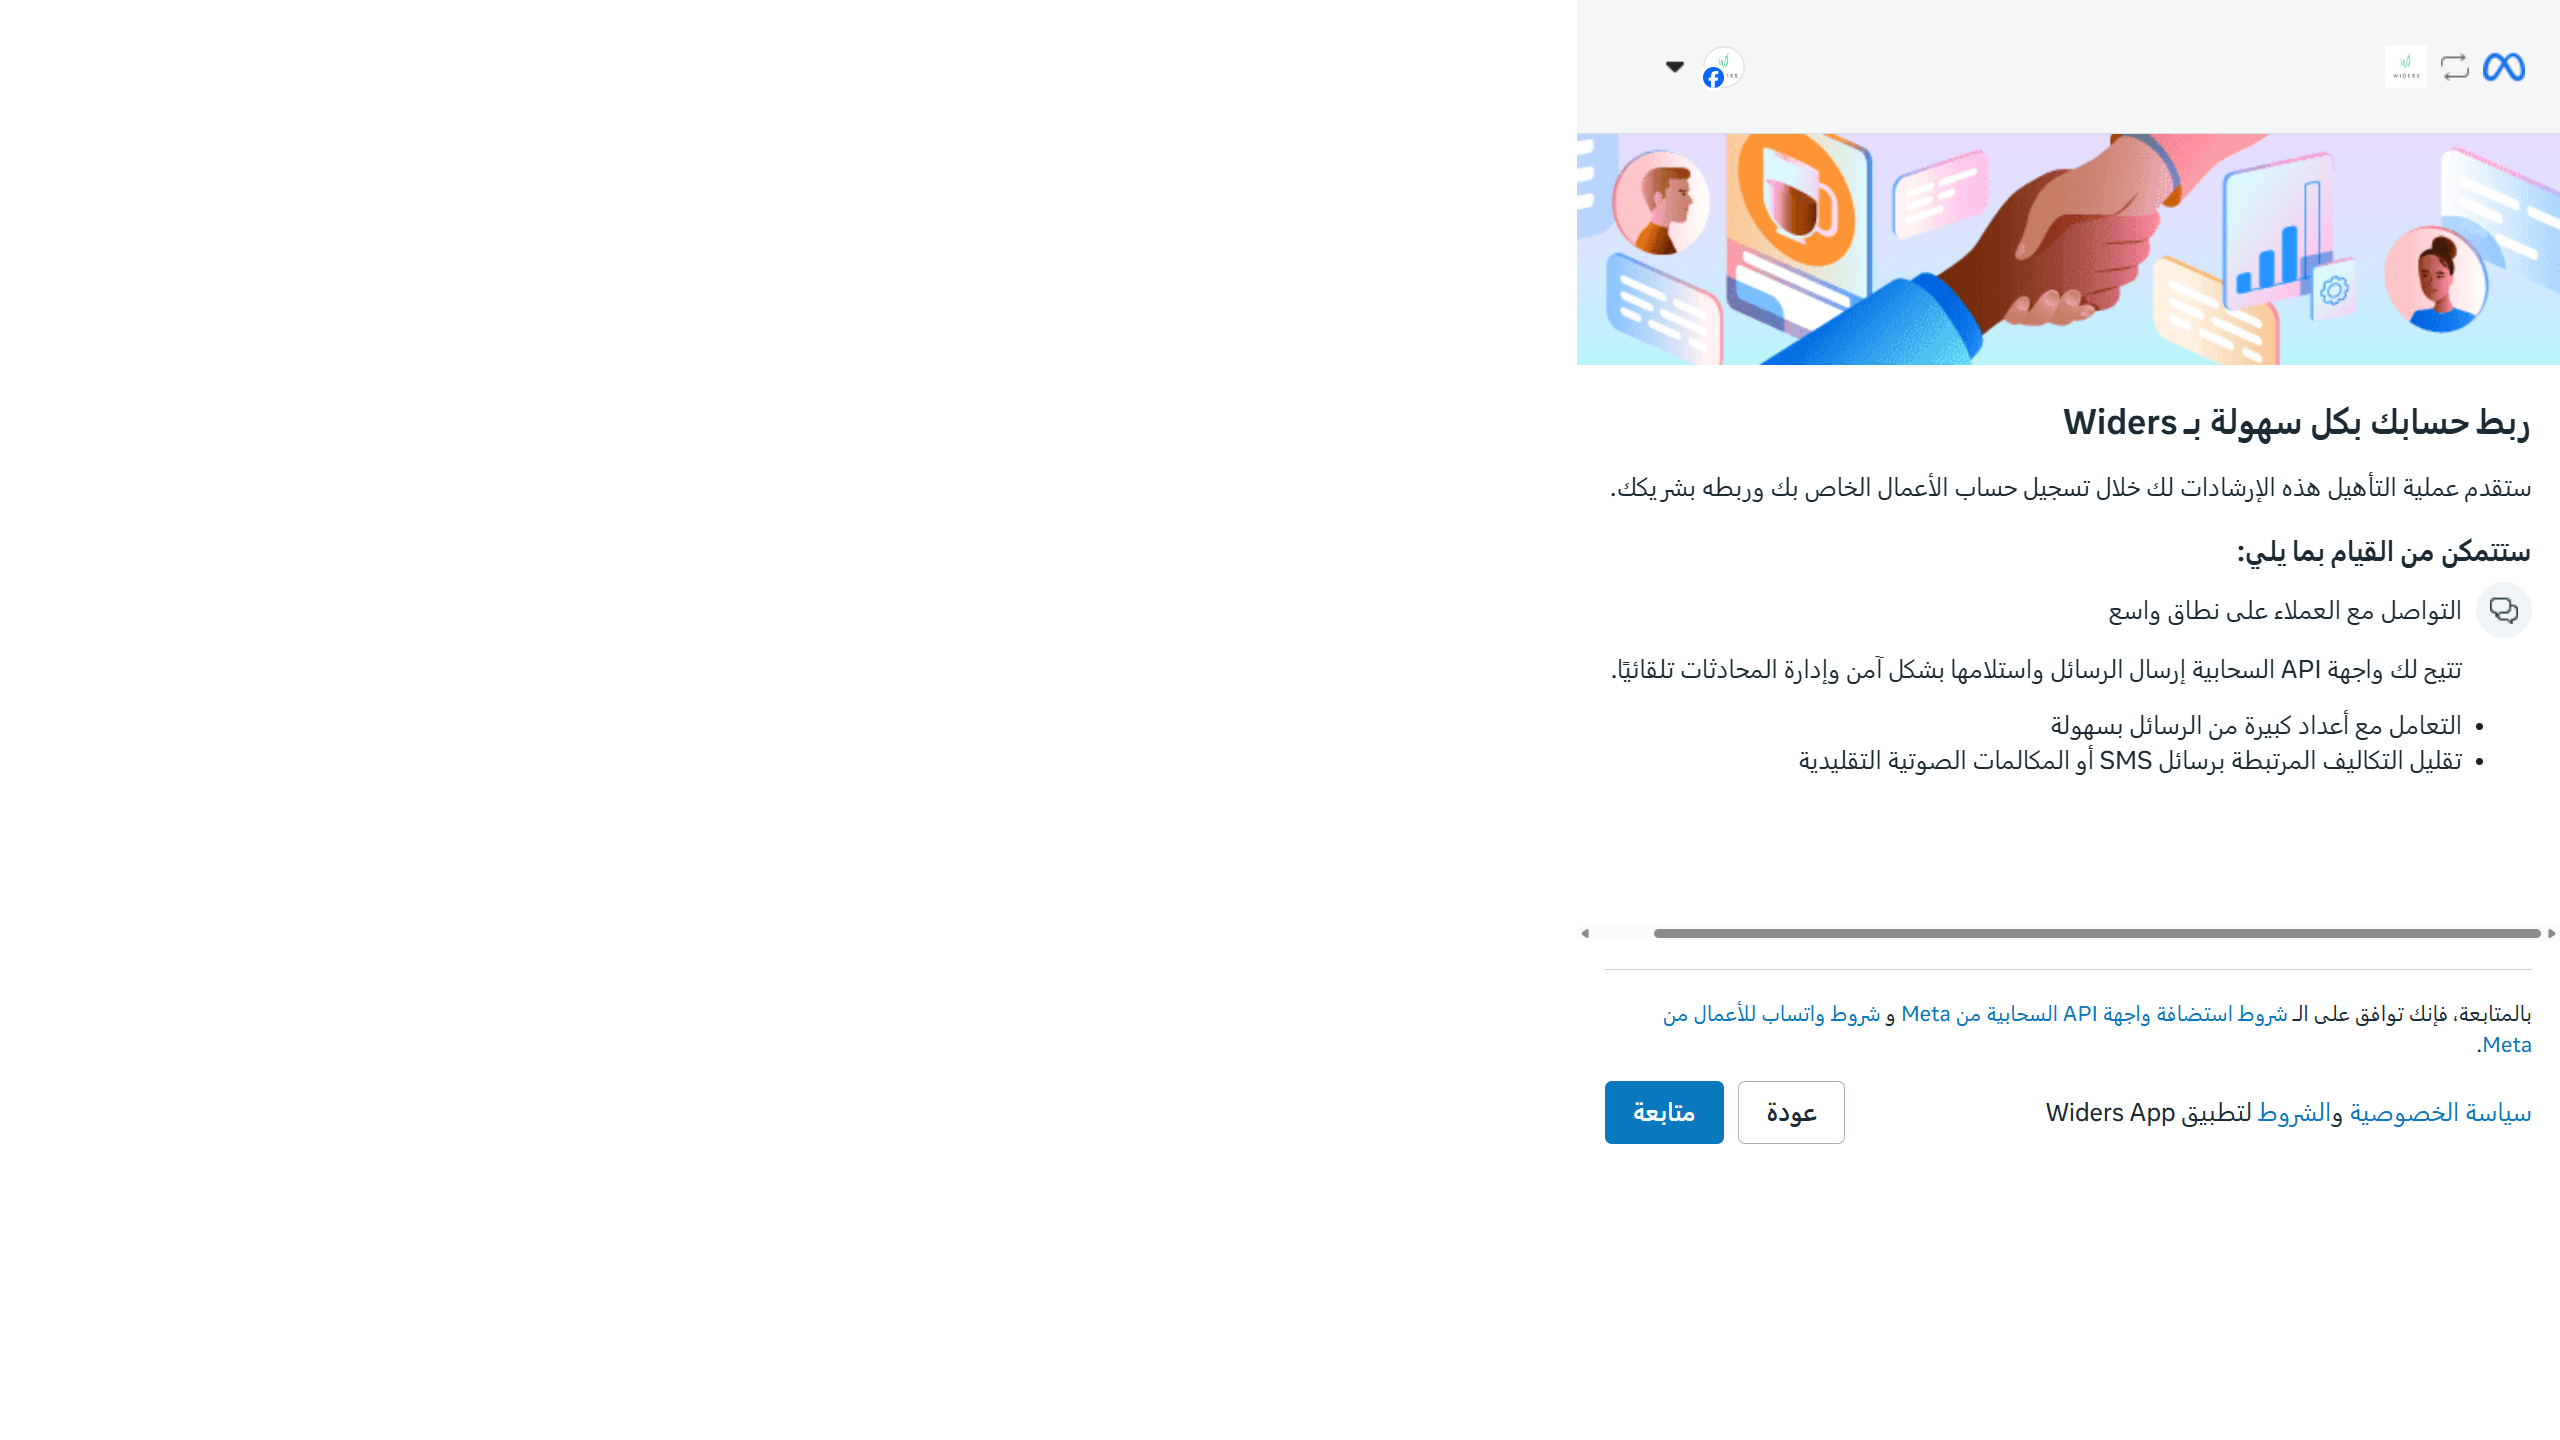 WIDERS
ربط حسابك بكل سهولة بـ Widers
ستقدم عملية التأهيل هذه الإرشادات لك خلال تسجيل حساب الأعمال الخاص بك وربطه بشريكك.
ستتمكن من القيام بما يلي:
التواصل مع العملاء على نطاق واسع
تتيح لك واجهة API السحابية إرسال الرسائل واستلامها بشكل آمن وإدارة المحادثات تلقائيًا.
• التعامل مع أعداد كبيرة من الرسائل بسهولة
• تقليل التكاليف المرتبطة برسائل SMS أو المكالمات الصوتية التقليدية
بالمتابعة، فإنك توافق على الـ شروط استضافة واجهة API السحابية من Meta و شروط واتساب للأعمال من
Meta.
سياسة الخصوصية والشروط لتطبيق Widers App
عودة
متابعة